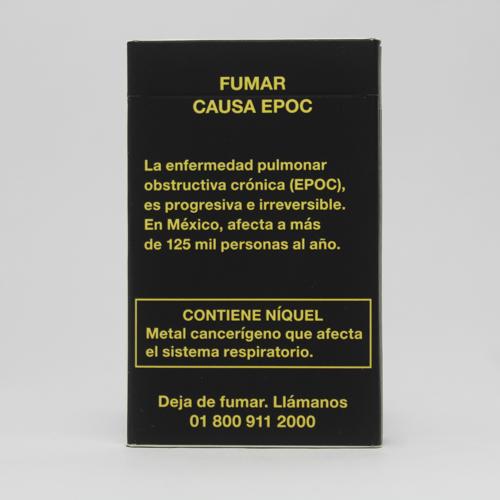 FUMAR
CAUSA EPOC
La enfermedad pulmonar
obstructiva crónica (EPOC),
es progresiva e irreversible.
En México, afecta a más
de 125 mil personas al año.
CONTIENE NÍQUEL
Metal cancerígeno que afecta
el sistema respiratorio.
Deja de fumar. Llámanos
01 800 911 2000